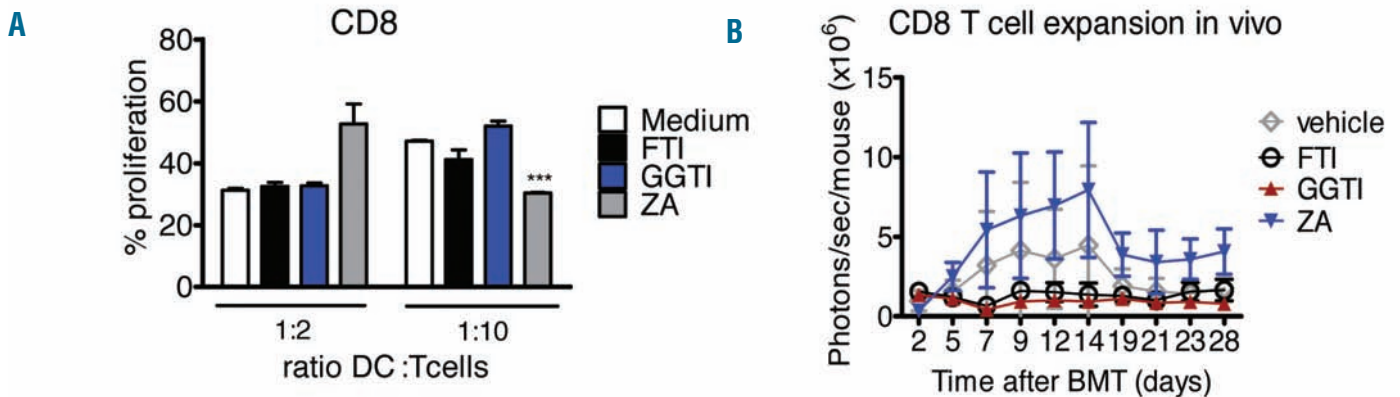 A
CD8
% proliferation
80
60
40
20
0
***
1:2
1:10
ratio DC :Tcells
Medium
FTI
GGTI
ZA
B
CD8 T cell expansion in vivo
Photons/sec/mouse (x10⁶)
15
10
5
0
2 5 7 9 12 14 19 21 23 28
Time after BMT (days)
vehicle
FTI
GGTI
ZA